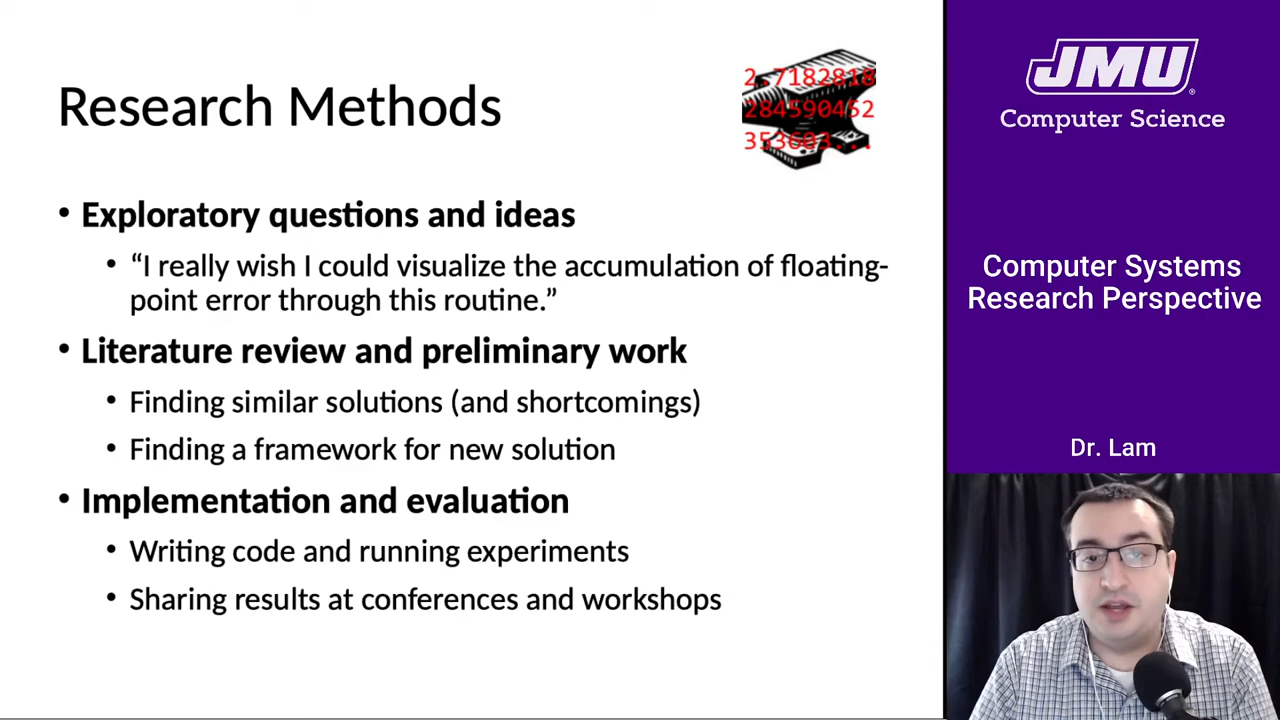 Research Methods
2.7182818
284590452
353603...
• Exploratory questions and ideas
• “I really wish I could visualize the accumulation of floating-
point error through this routine.”
• Literature review and preliminary work
• Finding similar solutions (and shortcomings)
• Finding a framework for new solution
• Implementation and evaluation
• Writing code and running experiments
• Sharing results at conferences and workshops
JMU®
Computer Science
Computer Systems
Research Perspective
Dr. Lam